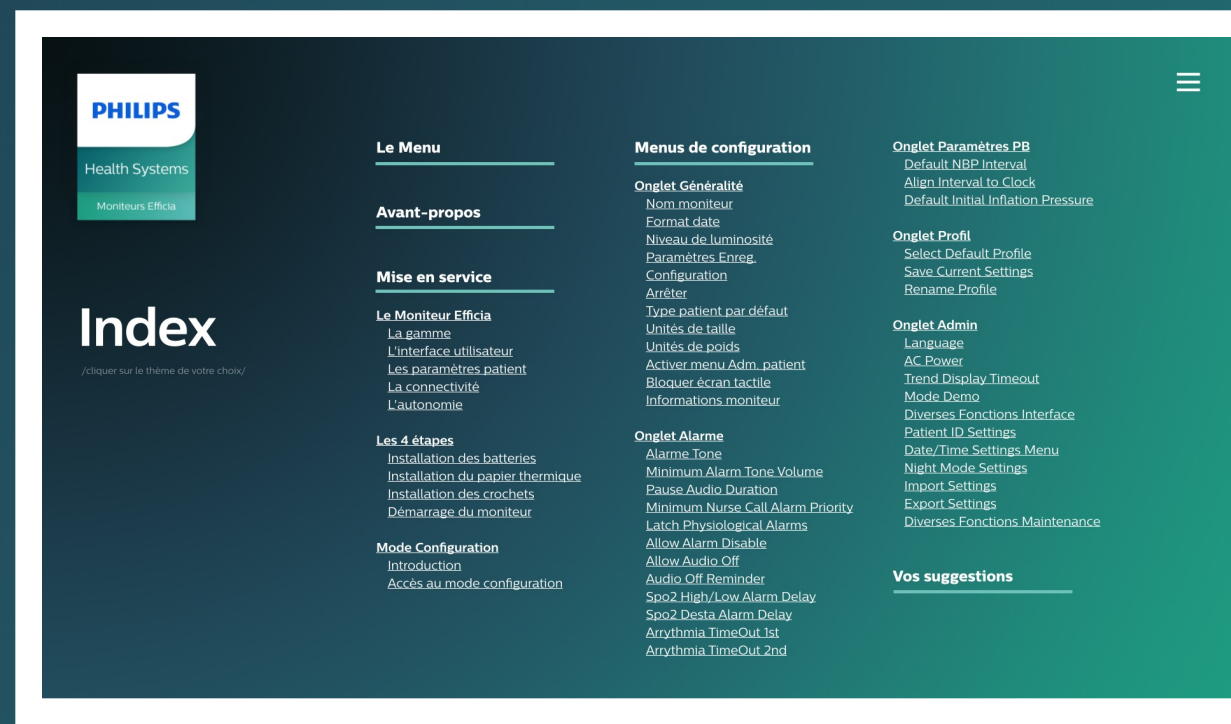 PHILIPS
Health Systems
Moniteurs Efficia
Index
/cliquer sur le thème de votre choix/
Le Menu
Avant-propos
Mise en service
Le Moniteur Efficia
La gamme
L'interface utilisateur
Les paramètres patient
La connectivité
L'autonomie
Les 4 étapes
Installation des batteries
Installation du papier thermique
Installation des crochets
Démarrage du moniteur
Mode Configuration
Introduction
Accès au mode configuration
Menus de configuration
Onglet Généralité
Nom moniteur
Format date
Niveau de luminosité
Paramètres Enreg.
Configuration
Arrêter
Type patient par défaut
Unités de taille
Unités de poids
Activer menu Adm. patient
Bloquer écran tactile
Informations moniteur
Onglet Alarme
Alarme Tone
Minimum Alarm Tone Volume
Pause Audio Duration
Minimum Nurse Call Alarm Priority
Latch Physiological Alarms
Allow Alarm Disable
Allow Audio Off
Audio Off Reminder
Spo2 High/Low Alarm Delay
Spo2 Desta Alarm Delay
Arrythmia TimeOut 1st
Arrythmia TimeOut 2nd
Onglet Paramètres PB
Default NBP Interval
Align Interval to Clock
Default Initial Inflation Pressure
Onglet Profil
Select Default Profile
Save Current Settings
Rename Profile
Onglet Admin
Language
AC Power
Trend Display Timeout
Mode Demo
Diverses Fonctions Interface
Patient ID Settings
Date/Time Settings Menu
Night Mode Settings
Import Settings
Export Settings
Diverses Fonctions Maintenance
Vos suggestions